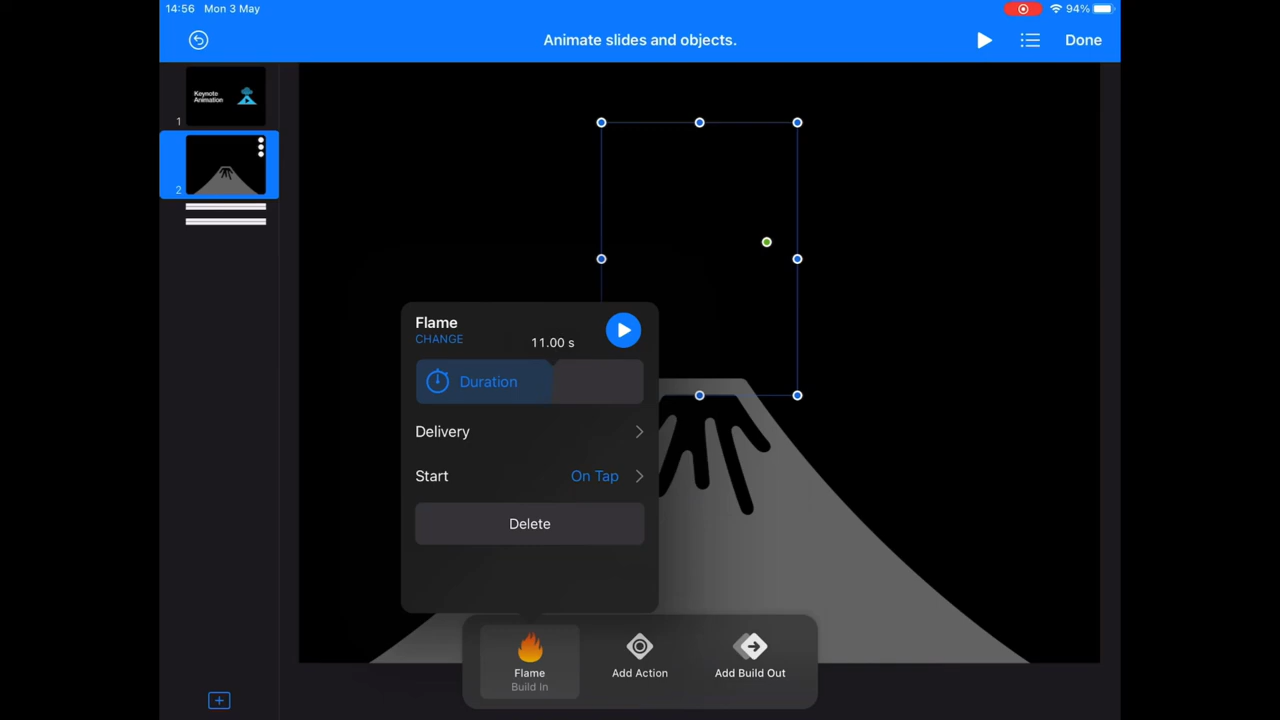 14:56 Mon 3 May
94%
Animate slides and objects.
Done
Keynote
Animation
1
2
Flame
CHANGE
11.00 s
Duration
Delivery
Start On Tap
Delete
Flame
Build In
Add Action
Add Build Out